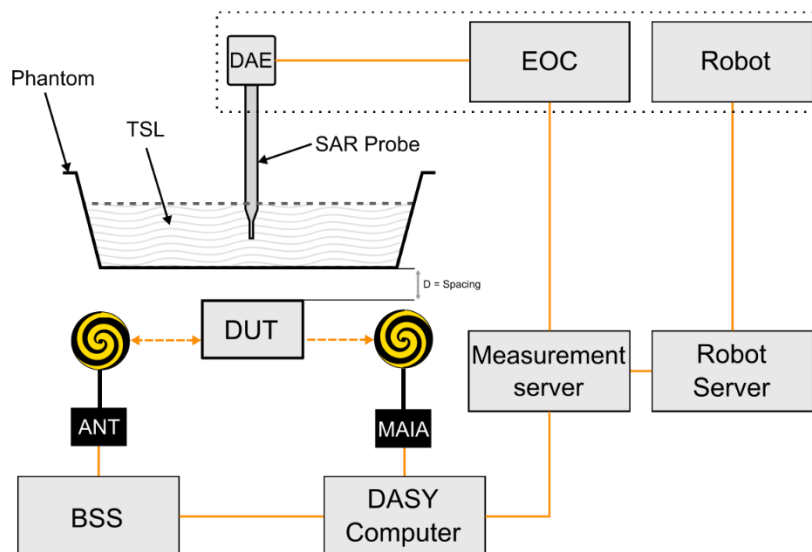 DAE
EOC
Robot
Phantom
TSL
SAR Probe
D = Spacing
DUT
Measurement
server
Robot
Server
ANT
MAIA
BSS
DASY
Computer